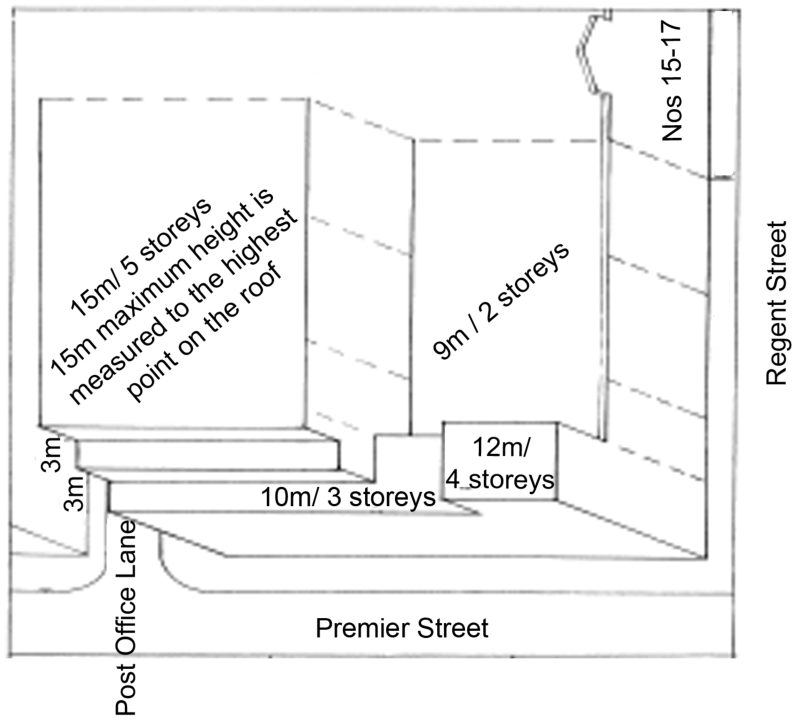 Nos 15-17
15m/ 5 storeys
15m maximum height is
measured to the highest
point on the roof
9m / 2 storeys
Regent Street
12m/
4 storeys
3m
3m
10m/ 3 storeys
Post Office Lane
Premier Street